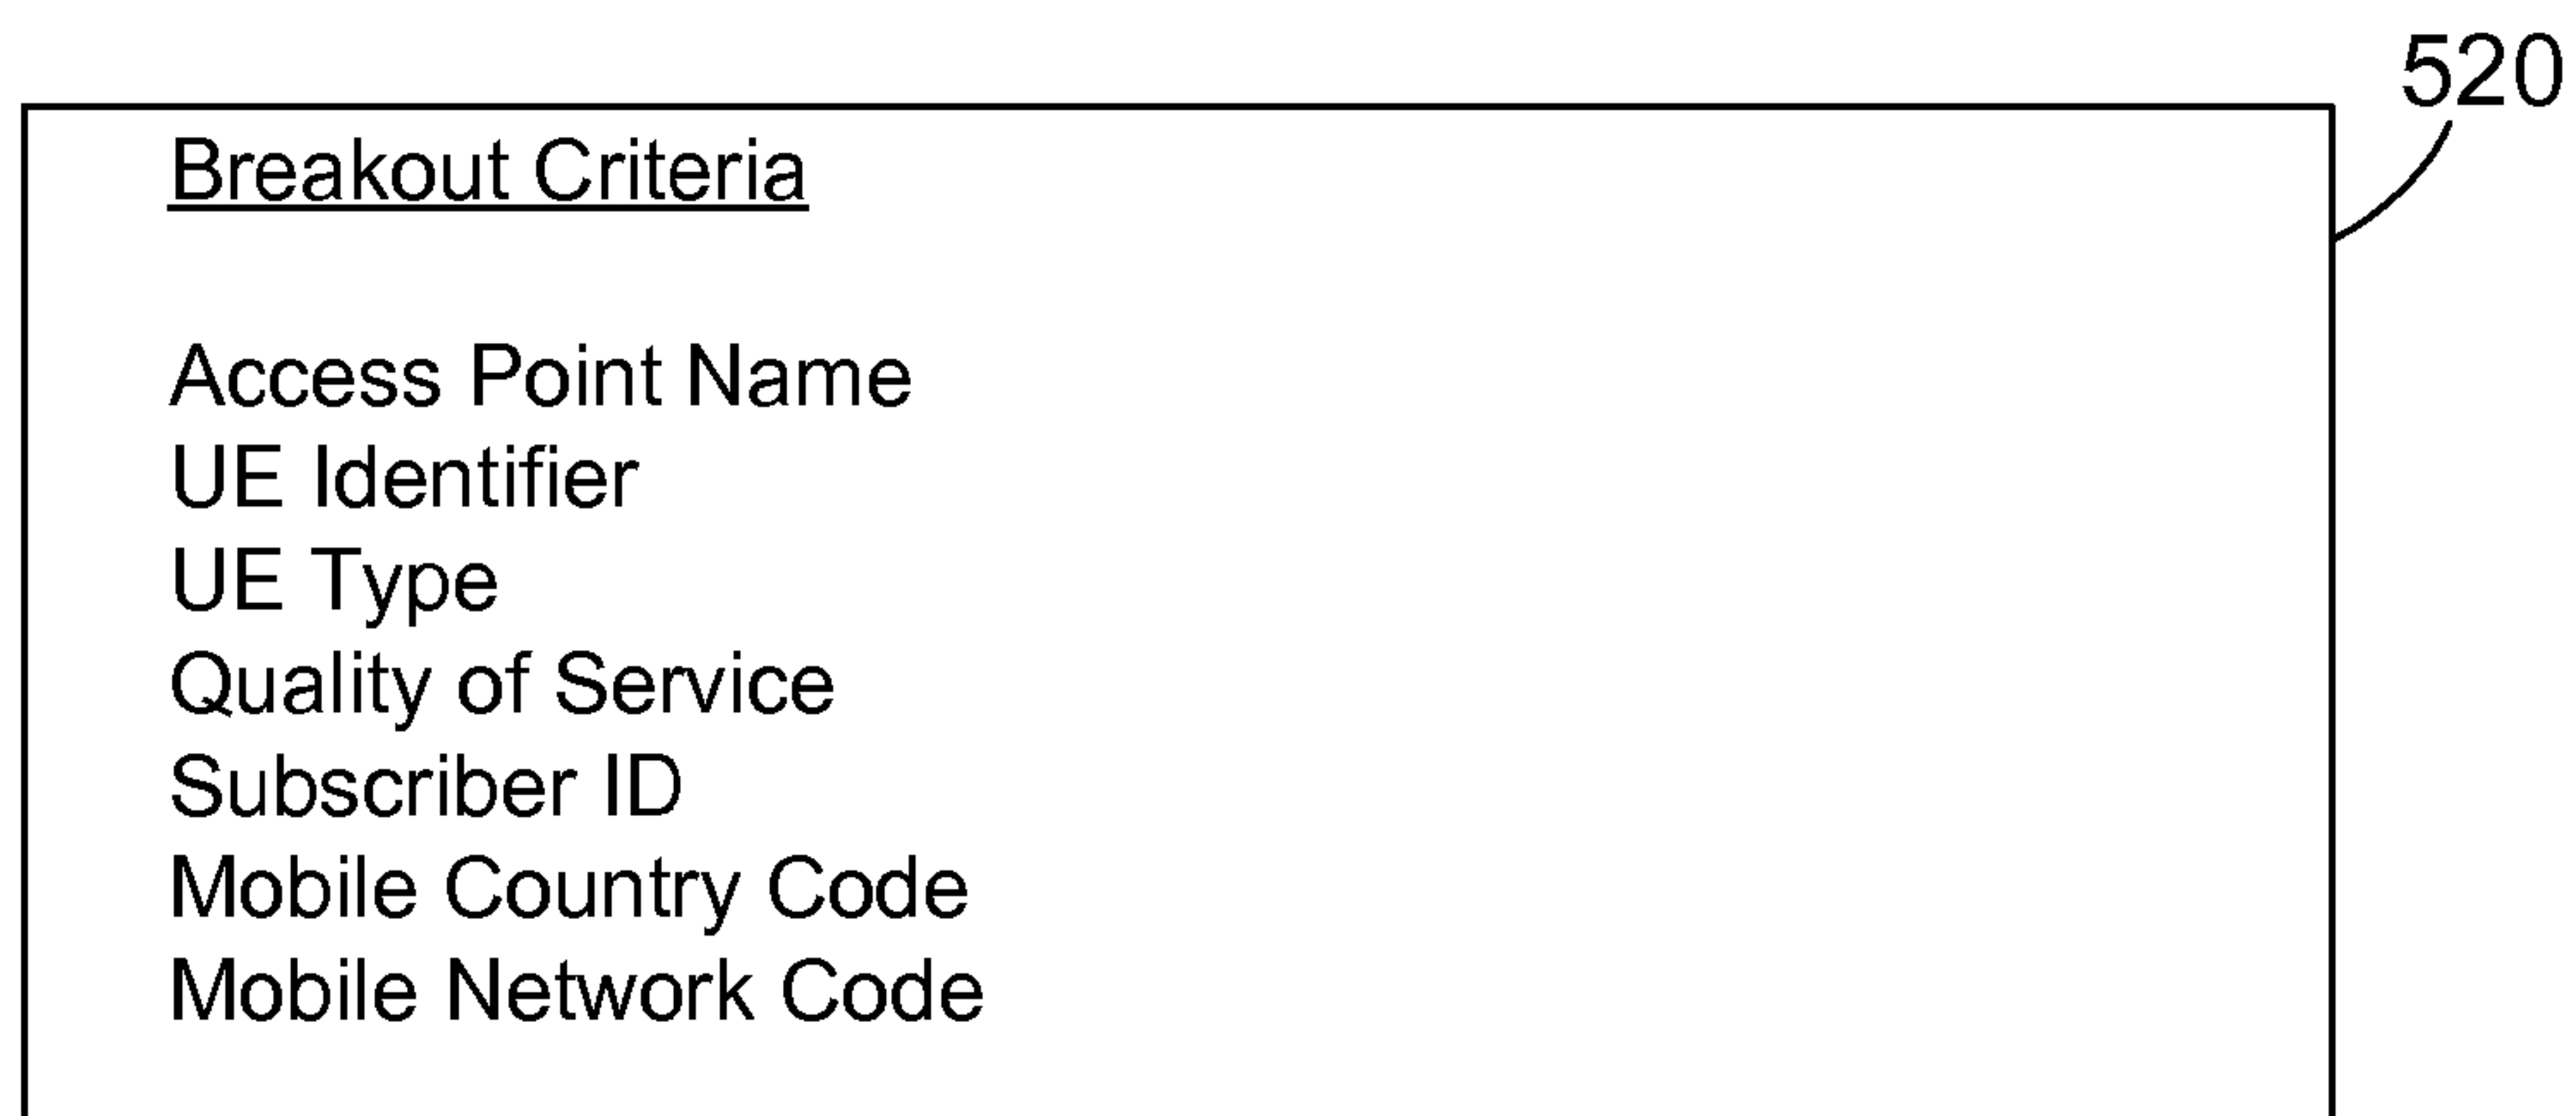 520
Breakout Criteria
Access Point Name
UE Identifier
UE Type
Quality of Service
Subscriber ID
Mobile Country Code
Mobile Network Code